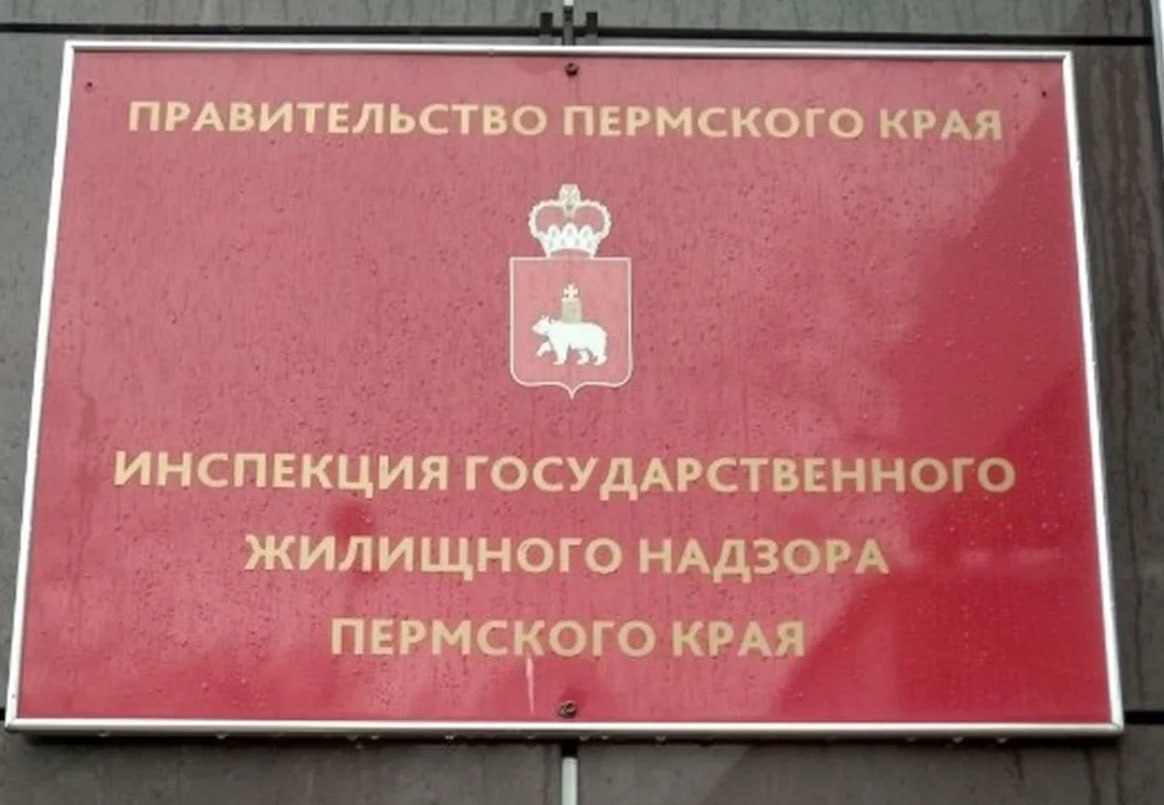 ПРАВИТЕЛЬСТВО ПЕРМСКОГО КРАЯ
ИНСПЕКЦИЯ ГОСУДАРСТВЕННОГО
ЖИЛИЩНОГО НАДЗОРА
ПЕРМСКОГО КРАЯ